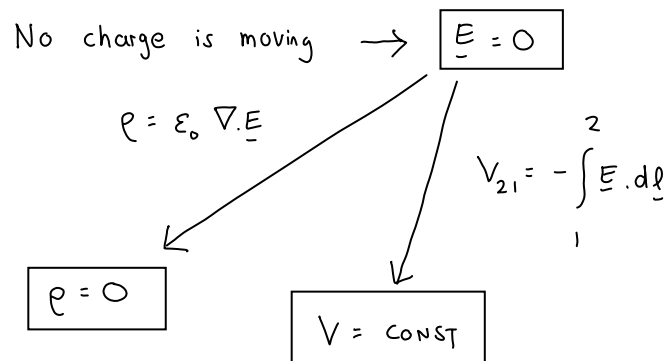 No charge is moving → E = 0
ρ = ε₀ ∇.E
V₂₁ = - ∫₁² E . dl
ρ = 0
V = CONST